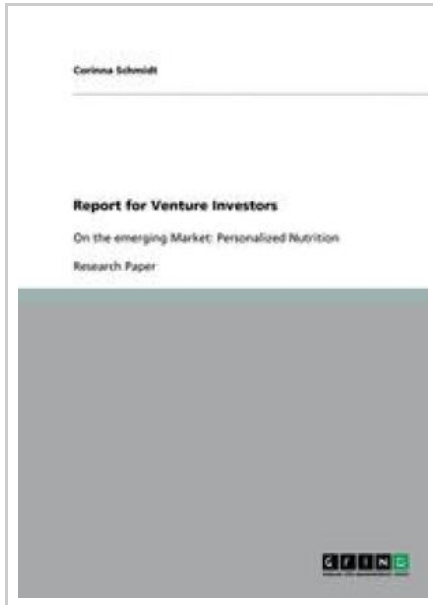 Corinna Schmidt
Report for Venture Investors
On the emerging Market: Personalized Nutrition
Research Paper
GRIN